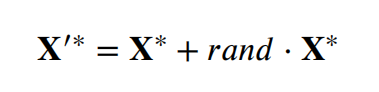 X′* = X* + rand · X*